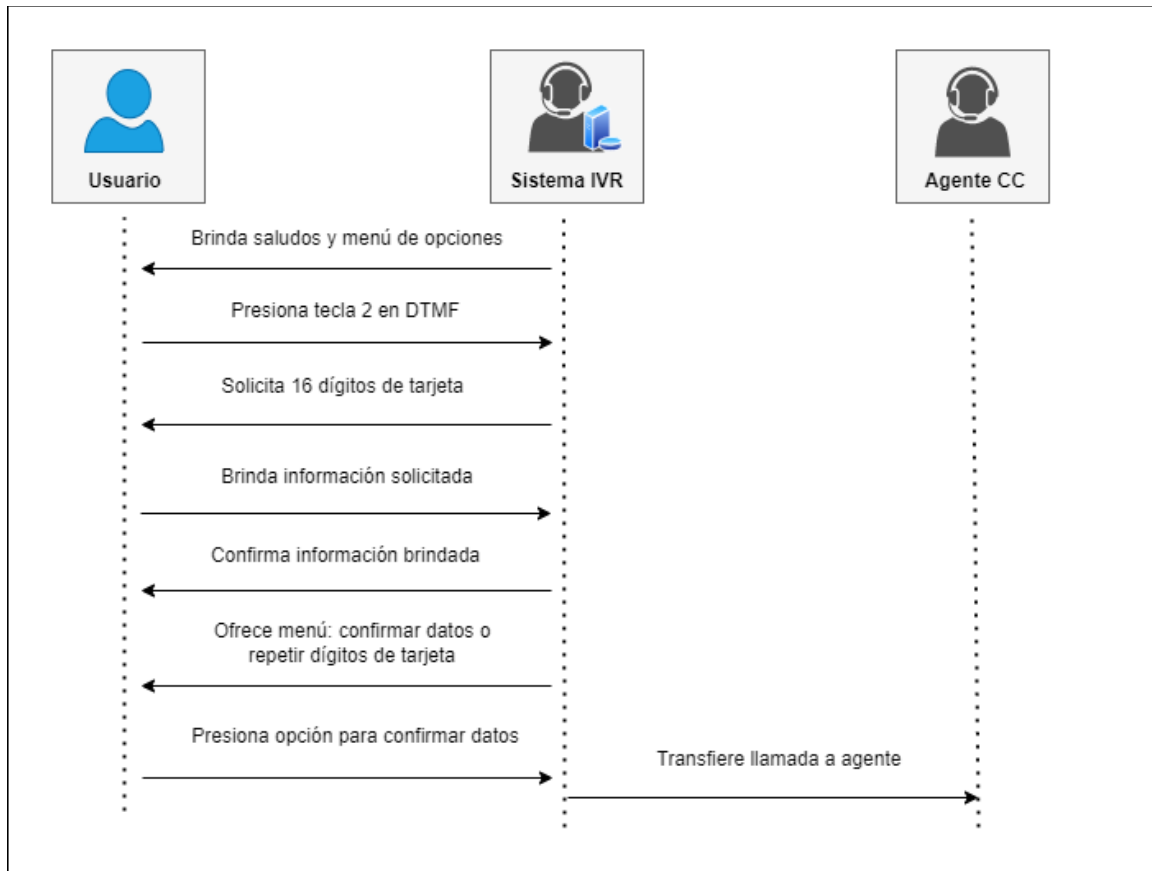 Usuario
Sistema IVR
Agente CC
Brinda saludos y menú de opciones
Presiona tecla 2 en DTMF
Solicita 16 dígitos de tarjeta
Brinda información solicitada
Confirma información brindada
Ofrece menú: confirmar datos o
repetir dígitos de tarjeta
Presiona opción para confirmar datos
Transfiere llamada a agente